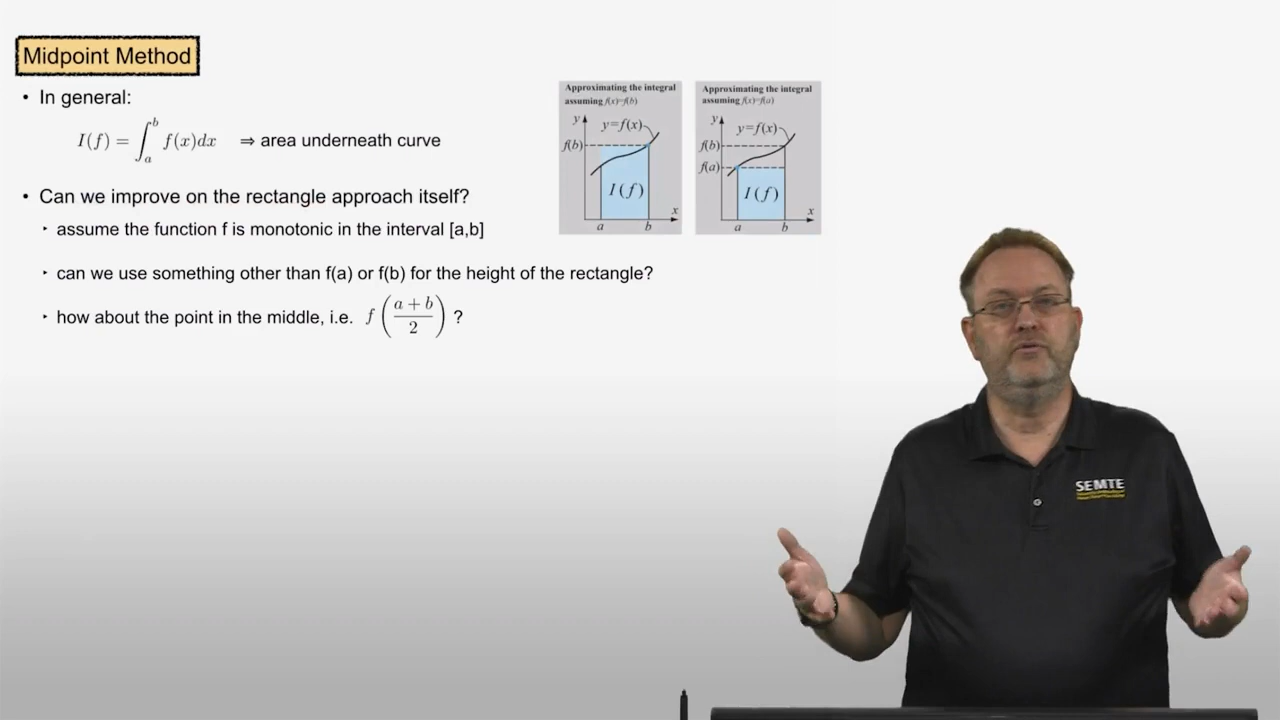 Midpoint Method
• In general:
I(f) = ∫_a^b f(x)dx ⇒ area underneath curve
• Can we improve on the rectangle approach itself?
‣ assume the function f is monotonic in the interval [a,b]
‣ can we use something other than f(a) or f(b) for the height of the rectangle?
‣ how about the point in the middle, i.e. f((a + b)/2) ?
Approximating the integral
assuming f(x)=f(b)
y
y=f(x)
f(b)
I(f)
x
a b
Approximating the integral
assuming f(x)=f(a)
y
y=f(x)
f(b)
f(a)
I(f)
x
a b
SEMTE